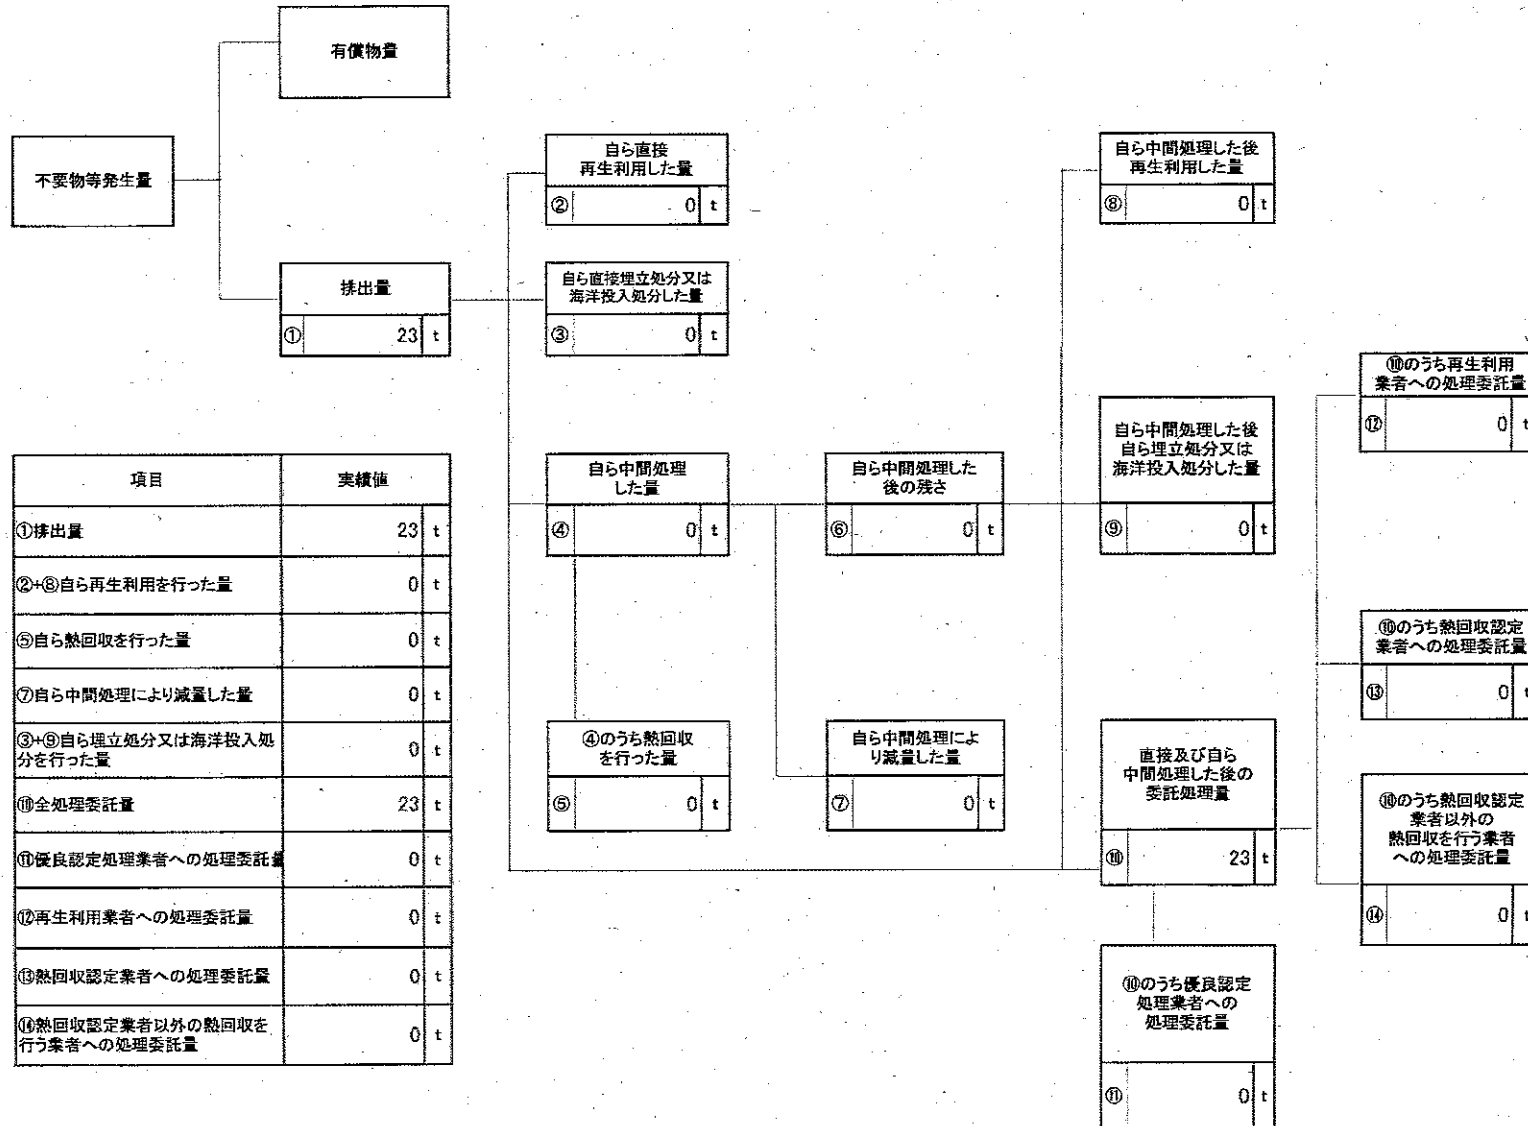 有償物量
不要物等発生量
排出量
① 23 t
自ら直接
再生利用した量
② 0 t
自ら直接埋立処分又は
海洋投入処分した量
③ 0 t
自ら中間処理
した量
④ 0 t
④のうち熱回収
を行った量
⑤ 0 t
自ら中間処理した
後の残さ
⑥ 0 t
自ら中間処理によ
り減量した量
⑦ 0 t
自ら中間処理した後
再生利用した量
⑧ 0 t
自ら中間処理した後
自ら埋立処分又は
海洋投入処分した量
⑨ 0 t
直接及び自ら
中間処理した後の
委託処理量
⑩ 23 t
⑩のうち優良認定
処理業者への
処理委託量
⑪ 0 t
⑩のうち再生利用
業者への処理委託量
⑫ 0 t
⑩のうち熱回収認定
業者への処理委託量
⑬ 0 t
⑩のうち熱回収認定
業者以外の
熱回収を行う業者
への処理委託量
⑭ 0 t
項目 実績値
①排出量 23 t
②+⑧自ら再生利用を行った量 0 t
⑤自ら熱回収を行った量 0 t
⑦自ら中間処理により減量した量 0 t
③+⑨自ら埋立処分又は海洋投入処
分を行った量 0 t
⑩全処理委託量 23 t
⑪優良認定処理業者への処理委託量 0 t
⑫再生利用業者への処理委託量 0 t
⑬熱回収認定業者への処理委託量 0 t
⑭熱回収認定業者以外の熱回収を
行う業者への処理委託量 0 t